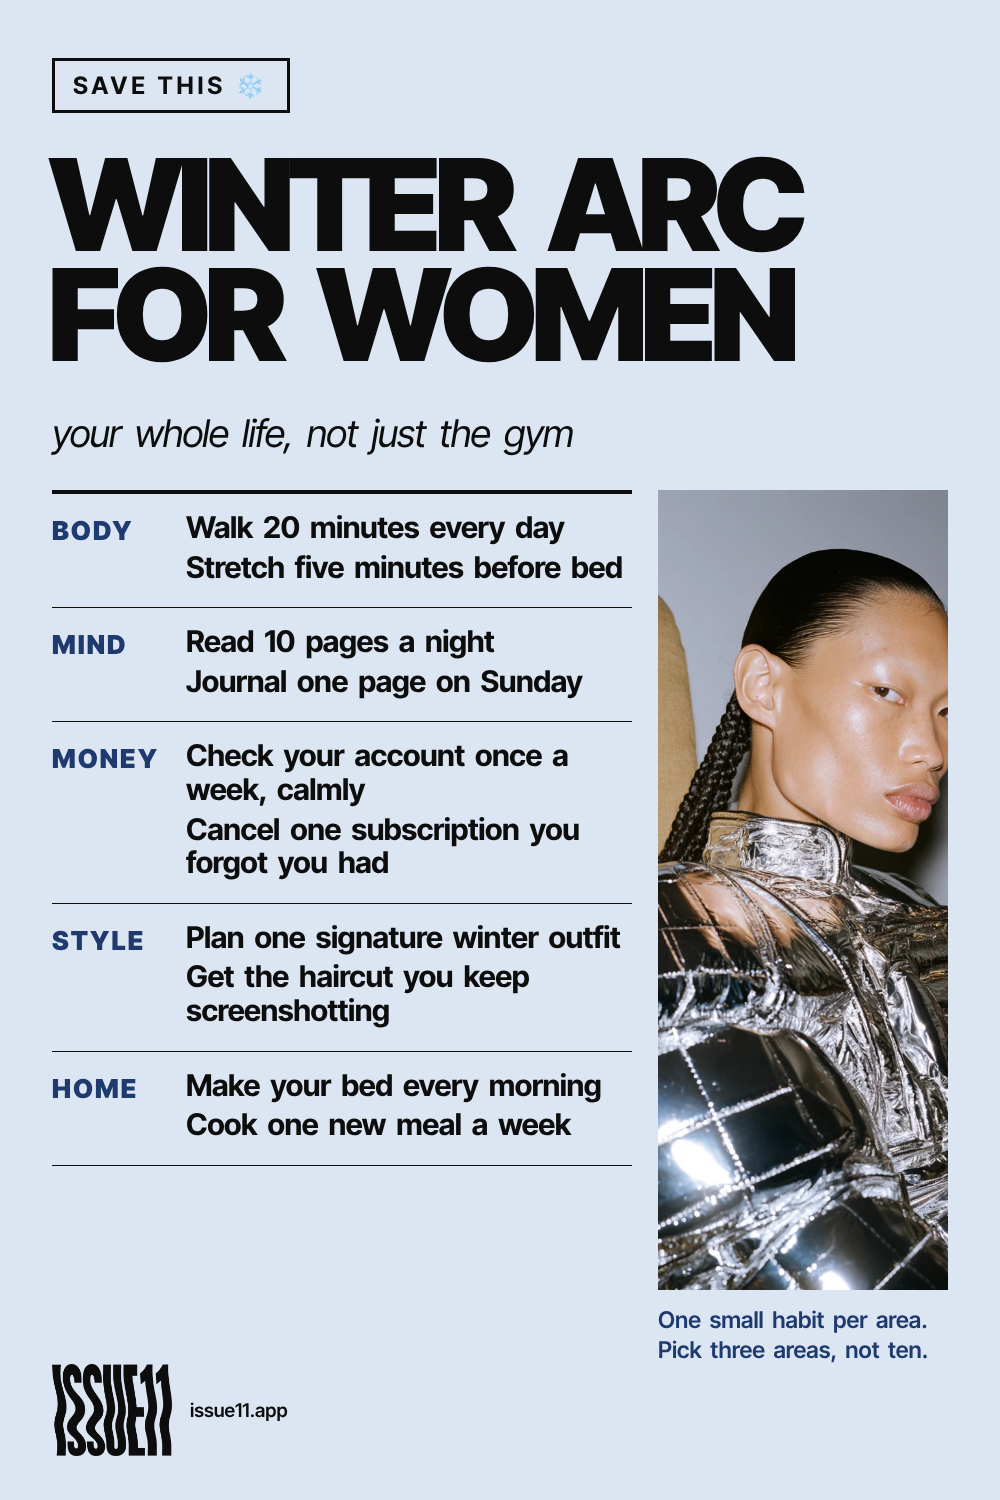 SAVE THIS ❄️
WINTER ARC
FOR WOMEN
your whole life, not just the gym
BODY
Walk 20 minutes every day
Stretch five minutes before bed
MIND
Read 10 pages a night
Journal one page on Sunday
MONEY
Check your account once a
week, calmly
Cancel one subscription you
forgot you had
STYLE
Plan one signature winter outfit
Get the haircut you keep
screenshotting
HOME
Make your bed every morning
Cook one new meal a week
One small habit per area.
Pick three areas, not ten.
ISSUE11
issue11.app